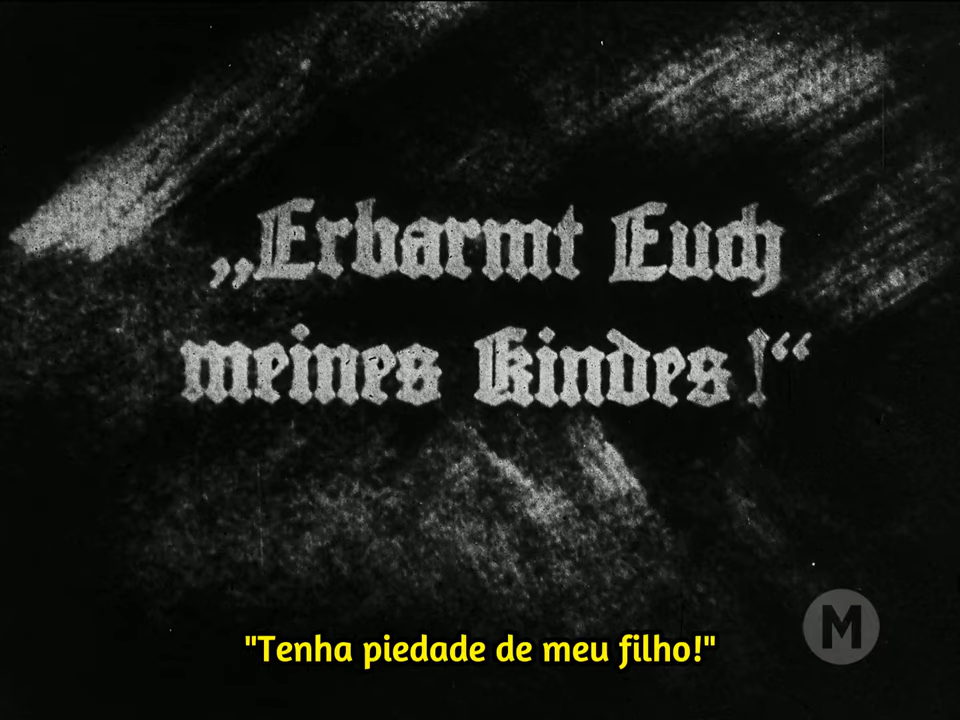 „Erbarmt Euch
meines Kindes!“
"Tenha piedade de meu filho!"
M